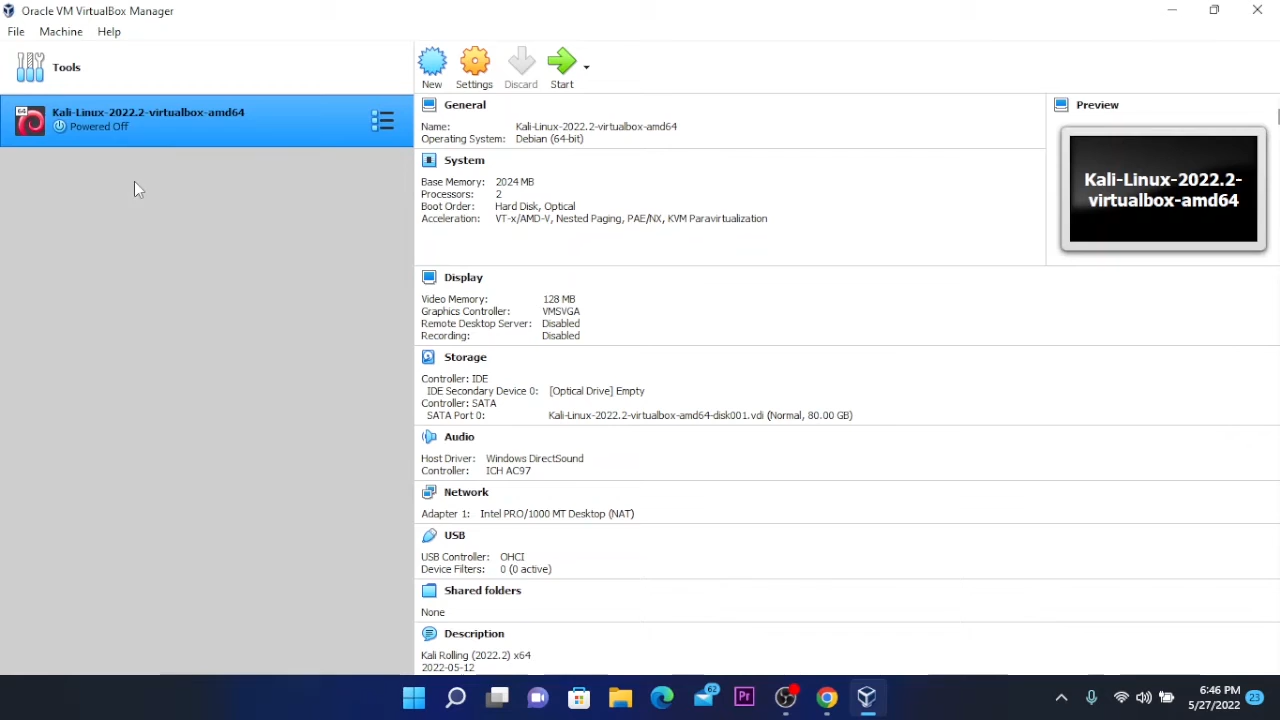 Oracle VM VirtualBox Manager
File Machine Help
Tools
New Settings Discard Start
64
Kali-Linux-2022.2-virtualbox-amd64
Powered Off
General
Name: Kali-Linux-2022.2-virtualbox-amd64
Operating System: Debian (64-bit)
System
Base Memory: 2024 MB
Processors: 2
Boot Order: Hard Disk, Optical
Acceleration: VT-x/AMD-V, Nested Paging, PAE/NX, KVM Paravirtualization
Preview
Kali-Linux-2022.2-
virtualbox-amd64
Display
Video Memory: 128 MB
Graphics Controller: VMSVGA
Remote Desktop Server: Disabled
Recording: Disabled
Storage
Controller: IDE
IDE Secondary Device 0: [Optical Drive] Empty
Controller: SATA
SATA Port 0: Kali-Linux-2022.2-virtualbox-amd64-disk001.vdi (Normal, 80.00 GB)
Audio
Host Driver: Windows DirectSound
Controller: ICH AC97
Network
Adapter 1: Intel PRO/1000 MT Desktop (NAT)
USB
USB Controller: OHCI
Device Filters: 0 (0 active)
Shared folders
None
Description
Kali Rolling (2022.2) x64
2022-05-12
62
Pr
6:46 PM
5/27/2022
23